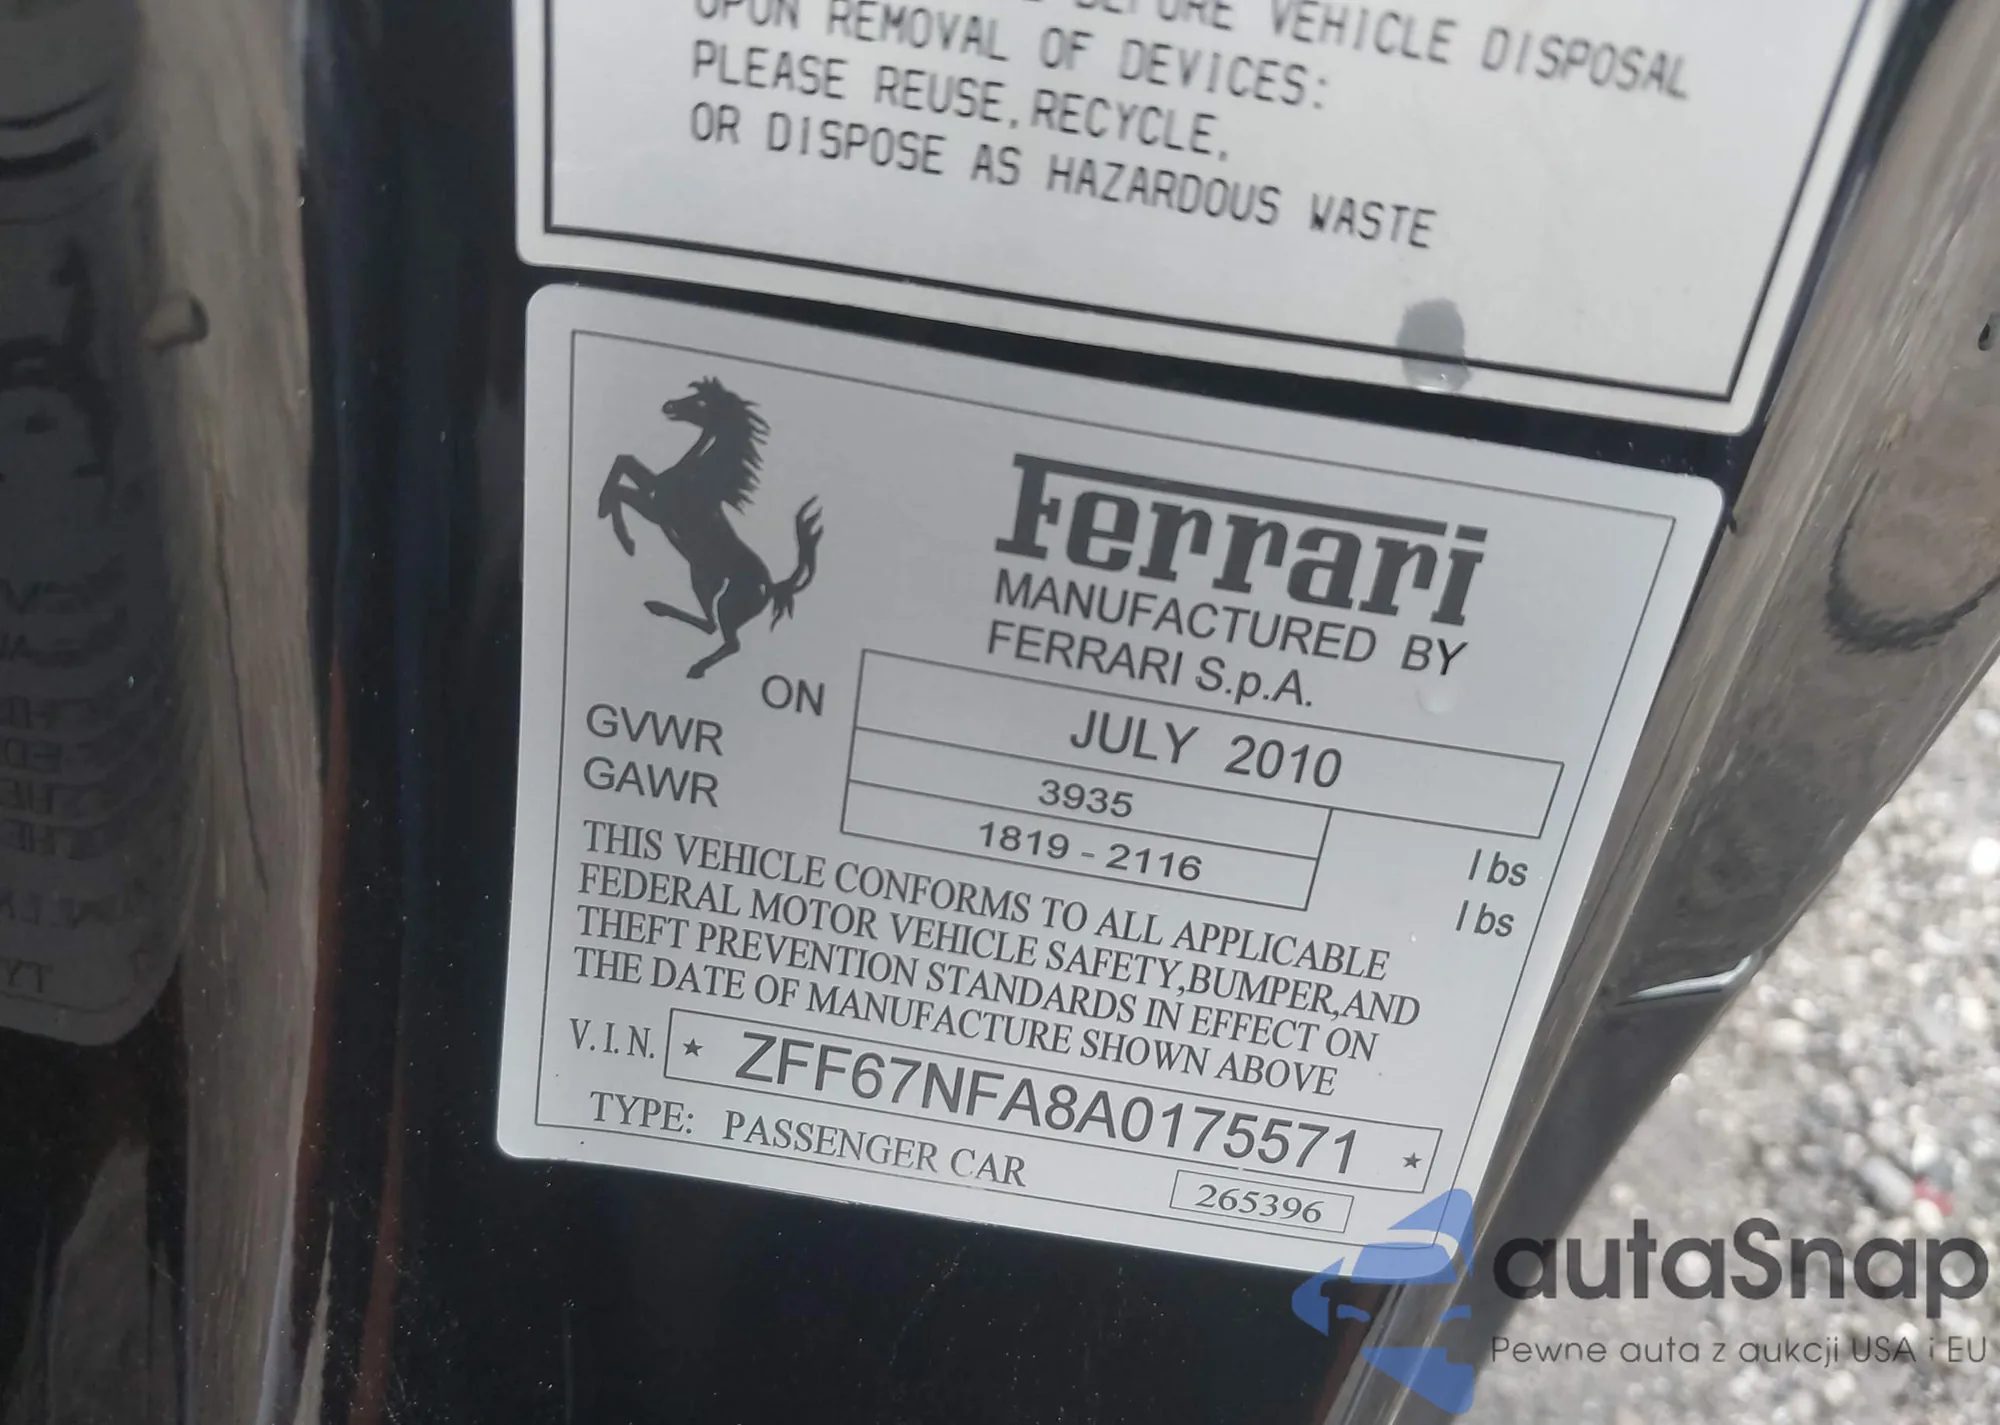 BEFORE VEHICLE DISPOSAL
UPON REMOVAL OF DEVICES:
PLEASE REUSE, RECYCLE,
OR DISPOSE AS HAZARDOUS WASTE
Ferrari
MANUFACTURED BY
FERRARI S.p.A.
ON JULY 2010
GVWR 3935 lbs
GAWR 1819 - 2116 lbs
THIS VEHICLE CONFORMS TO ALL APPLICABLE
FEDERAL MOTOR VEHICLE SAFETY,BUMPER,AND
THEFT PREVENTION STANDARDS IN EFFECT ON
THE DATE OF MANUFACTURE SHOWN ABOVE
V.I.N. ★ ZFF67NFA8A0175571 ★
TYPE: PASSENGER CAR
265396
autaSnap
Pewne auta z aukcji USA i EU